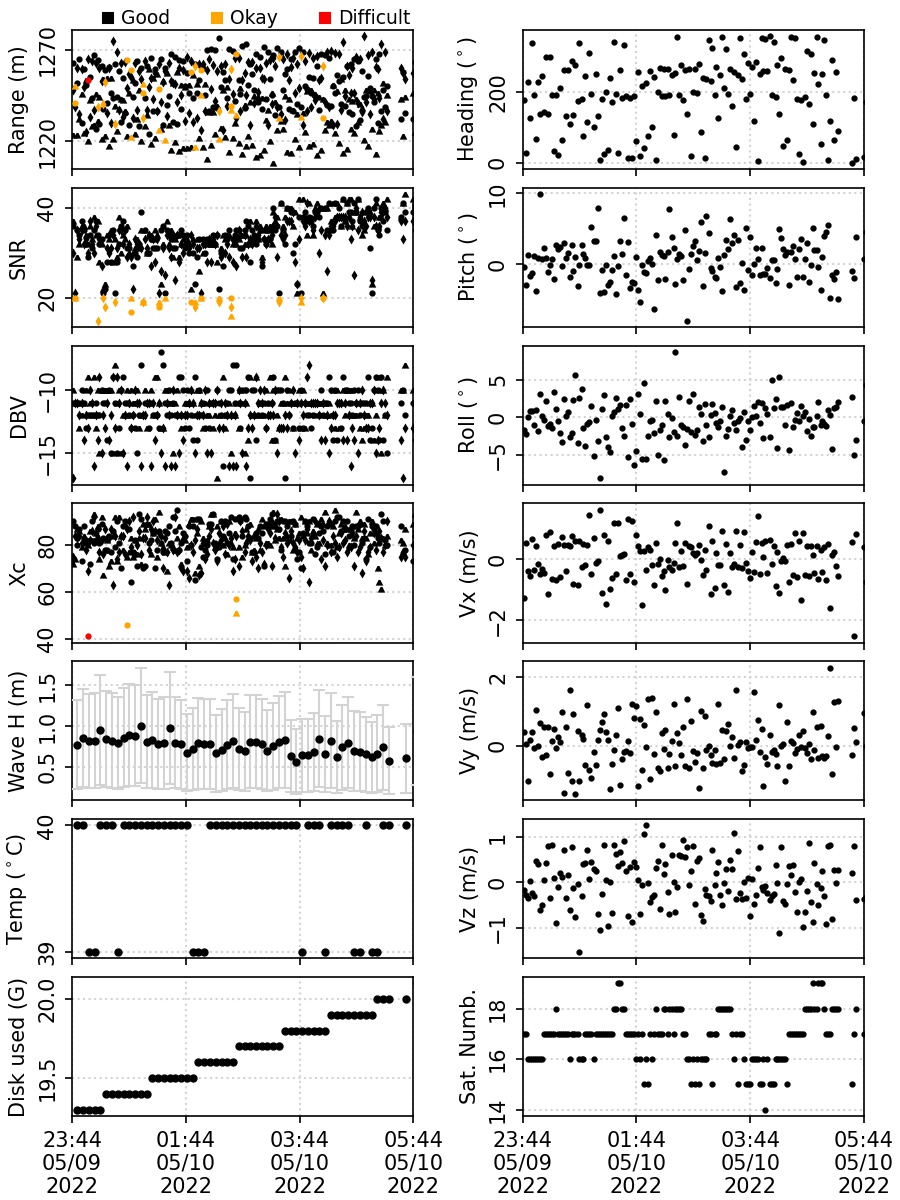 Good Okay Difficult
Range (m) 1270 1220
Heading (°) 200 0
SNR 40 20
Pitch (°) 10 0
DBV −10 −15
Roll (°) 5 0 −5
Xc 80 60 40
Vx (m/s) 0 −2
Wave H (m) 1.5 1.0 0.5
Vy (m/s) 2 0
Temp (°C) 40 39
Vz (m/s) 1 0 −1
Disk used (G) 20.0 19.5
Sat. Numb. 18 16 14
23:44 01:44 03:44 05:44 23:44 01:44 03:44 05:44
05/09 05/10 05/10 05/10 05/09 05/10 05/10 05/10
2022 2022 2022 2022 2022 2022 2022 2022